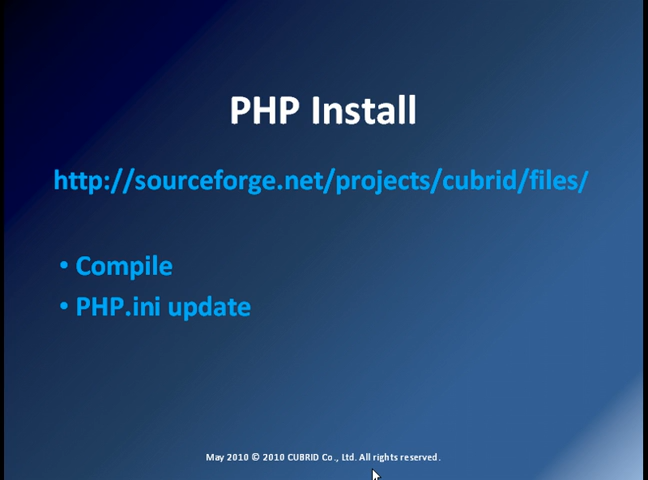 PHP Install
http://sourceforge.net/projects/cubrid/files/
• Compile
• PHP.ini update
May 2010 © 2010 CUBRID Co., Ltd. All rights reserved.